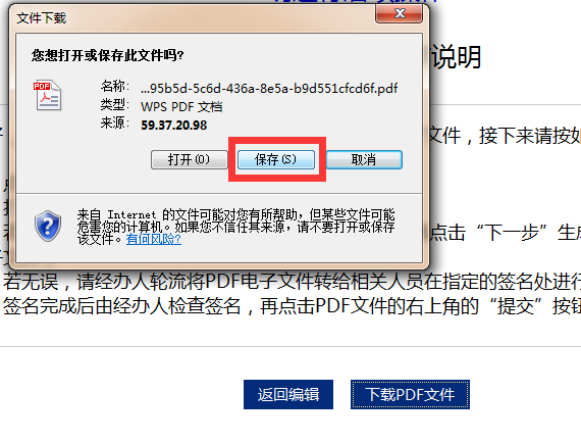 文件下载
x
您想打开或保存此文件吗?
PDF
名称: ...95b5d-5c6d-436a-8e5a-b9d551cfcd6f.pdf
类型: WPS PDF 文档
来源: 59.37.20.98
打开(O) 保存(S) 取消
来自 Internet 的文件可能对您有所帮助，但某些文件可能
危害您的计算机。如果您不信任其来源，请不要打开或保存
该文件。有何风险?
说明
文件，接下来请按
点击“下一步”生
若无误，请经办人轮流将PDF电子文件转给相关人员在指定的签名处进行
签名完成后由经办人检查签名，再点击PDF文件的右上角的“提交”按钮
返回编辑 下载PDF文件